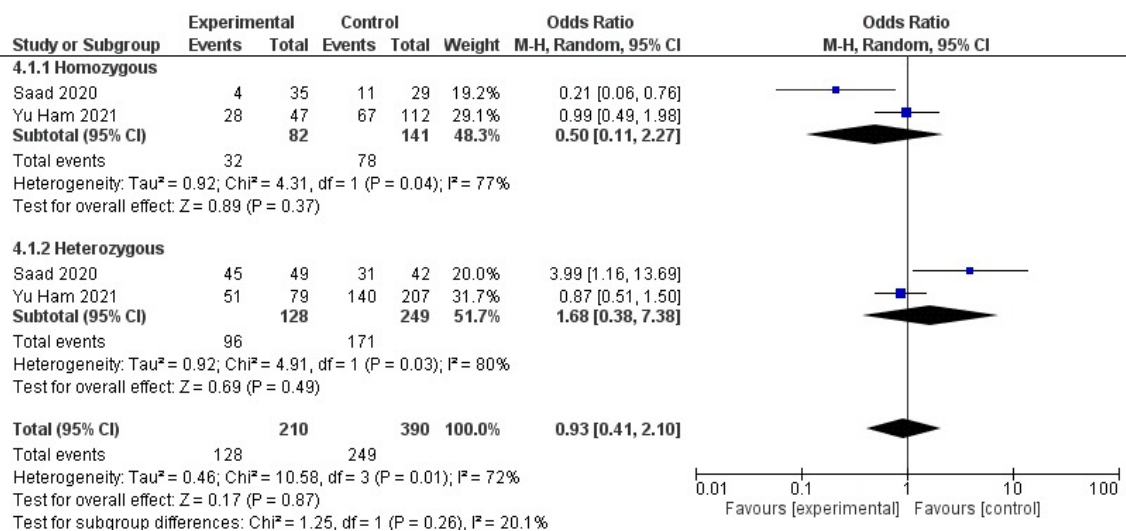 Experimental Control Odds Ratio Odds Ratio
Study or Subgroup Events Total Events Total Weight M-H, Random, 95% CI M-H, Random, 95% CI
4.1.1 Homozygous
Saad 2020 4 35 11 29 19.2% 0.21 [0.06, 0.76]
Yu Ham 2021 28 47 67 112 29.1% 0.99 [0.49, 1.98]
Subtotal (95% CI) 82 141 48.3% 0.50 [0.11, 2.27]
Total events 32 78
Heterogeneity: Tau² = 0.92; Chi² = 4.31, df = 1 (P = 0.04); I² = 77%
Test for overall effect: Z = 0.89 (P = 0.37)
4.1.2 Heterozygous
Saad 2020 45 49 31 42 20.0% 3.99 [1.16, 13.69]
Yu Ham 2021 51 79 140 207 31.7% 0.87 [0.51, 1.50]
Subtotal (95% CI) 128 249 51.7% 1.68 [0.38, 7.38]
Total events 96 171
Heterogeneity: Tau² = 0.92; Chi² = 4.91, df = 1 (P = 0.03); I² = 80%
Test for overall effect: Z = 0.69 (P = 0.49)
Total (95% CI) 210 390 100.0% 0.93 [0.41, 2.10]
Total events 128 249
Heterogeneity: Tau² = 0.46; Chi² = 10.58, df = 3 (P = 0.01); I² = 72%
Test for overall effect: Z = 0.17 (P = 0.87)
Test for subgroup differences: Chi² = 1.25, df = 1 (P = 0.26), I² = 20.1%
0.01 0.1 1 10 100
Favours [experimental] Favours [control]